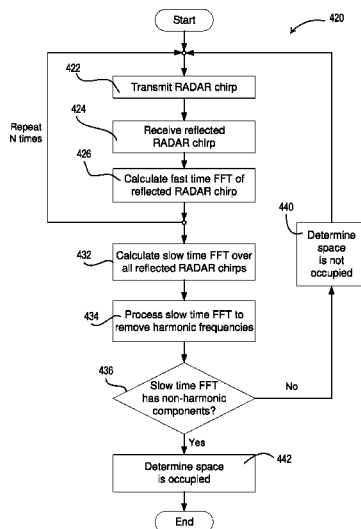 Start
420
422
Transmit RADAR chirp
424
Receive reflected
RADAR chirp
Repeat
N times
426
Calculate fast time FFT of
reflected RADAR chirp
440
Determine
space
is not
occupied
432
Calculate slow time FFT over
all reflected RADAR chirps
434
Process slow time FFT to
remove harmonic frequencies
436
Slow time FFT
has non-harmonic
components?
No
Yes
442
Determine space
is occupied
End